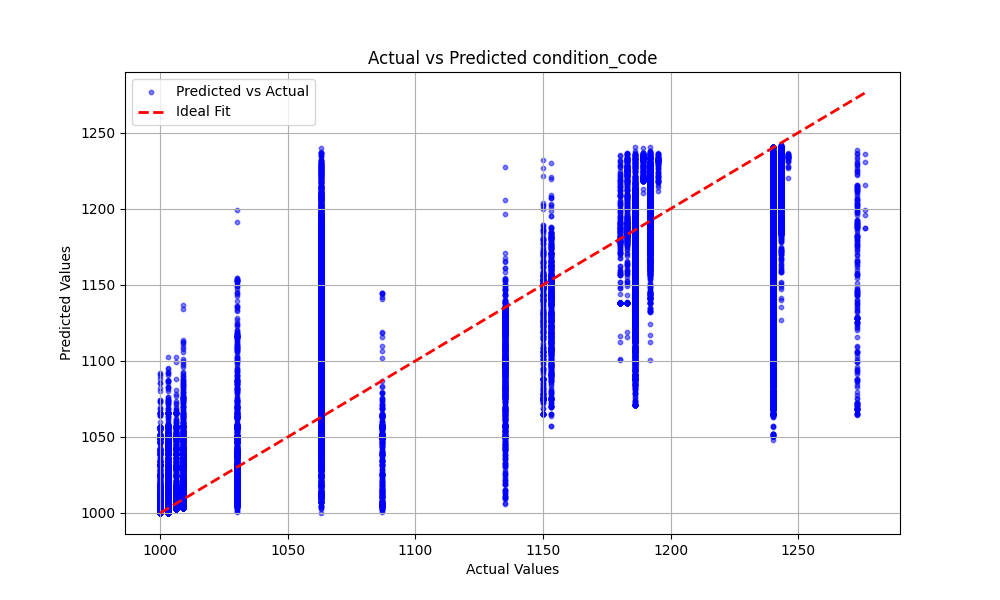 Actual vs Predicted condition_code
Predicted vs Actual
Ideal Fit
Predicted Values
1250
1200
1150
1100
1050
1000
1000 1050 1100 1150 1200 1250
Actual Values